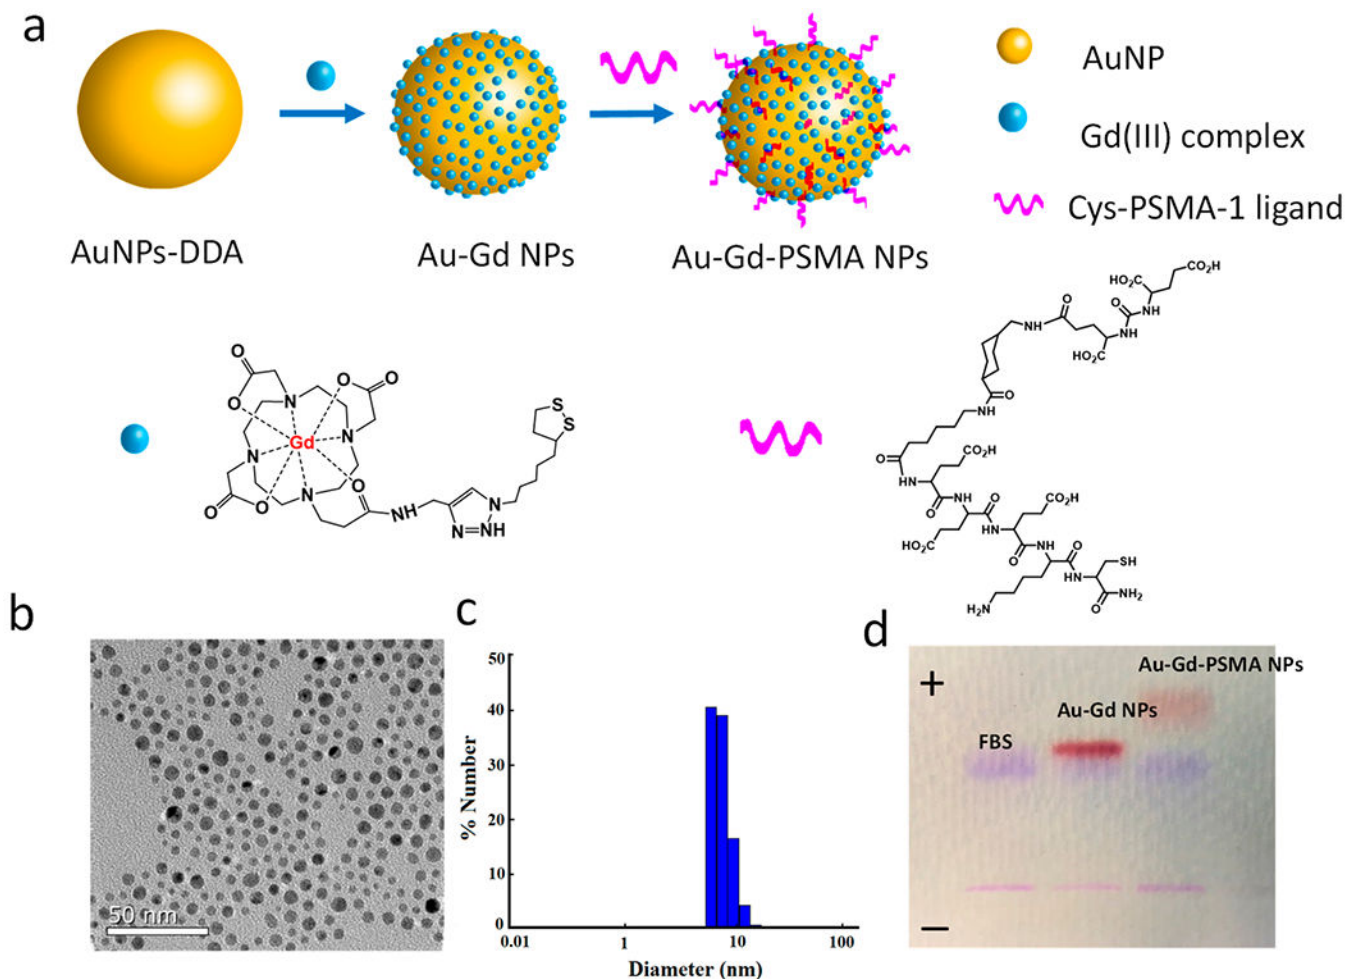 a
AuNPs-DDA
Au-Gd NPs
Au-Gd-PSMA NPs
AuNP
Gd(III) complex
Cys-PSMA-1 ligand
O
O
O
O
N
N
Gd
N
N
O
O
O
NH
N
NNH
S
S
HO₂C
CO₂H
O
NH
NH
HO₂C
O
NH
O
NH
O
HN
CO₂H
O
HN
O
CO₂H
HO₂C
HN
O
O
NH
O
HN
SH
H₂N
O
NH₂
b
50 nm
c
% Number
50
40
30
20
10
0
0.01
1
10
100
Diameter (nm)
d
+
FBS
Au-Gd NPs
Au-Gd-PSMA NPs
−